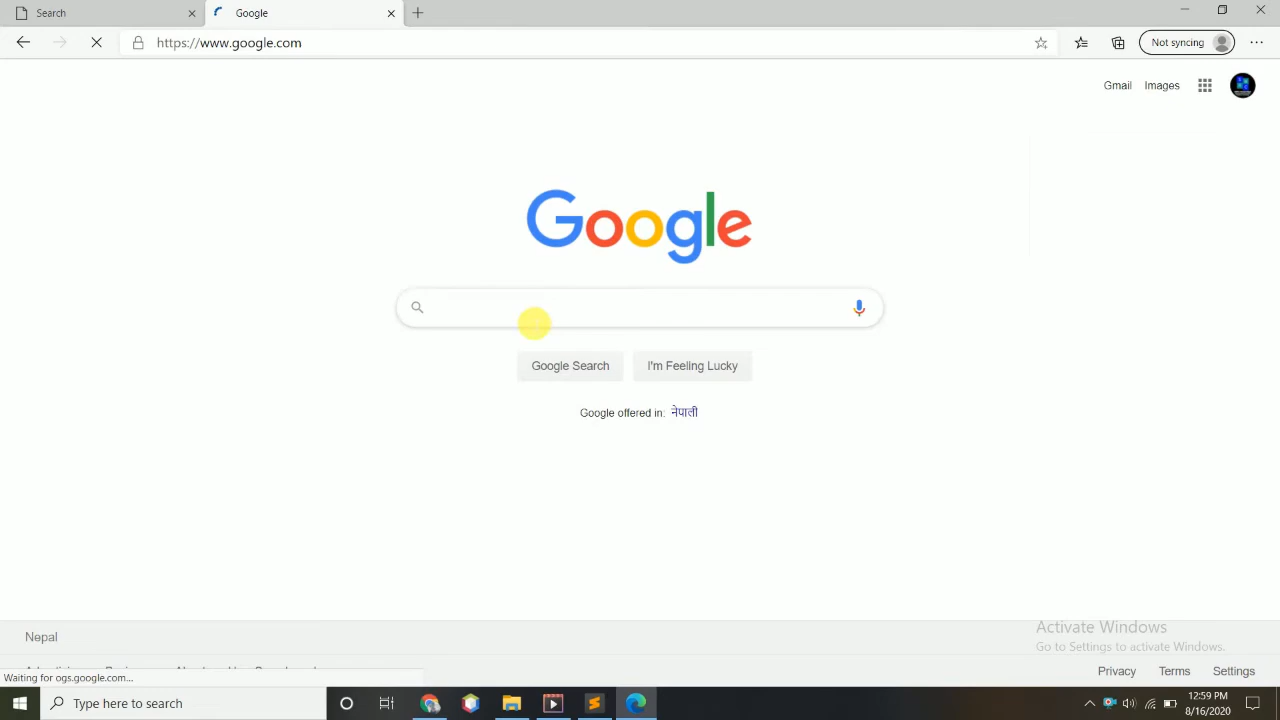 Search
Google
https://www.google.com
Not syncing
Gmail Images
Google
Google Search I'm Feeling Lucky
Google offered in: नेपाली
Nepal
Activate Windows
Go to Settings to activate Windows.
Privacy Terms Settings
Waiting for ogs.google.com...
Type here to search
12:59 PM
8/16/2020